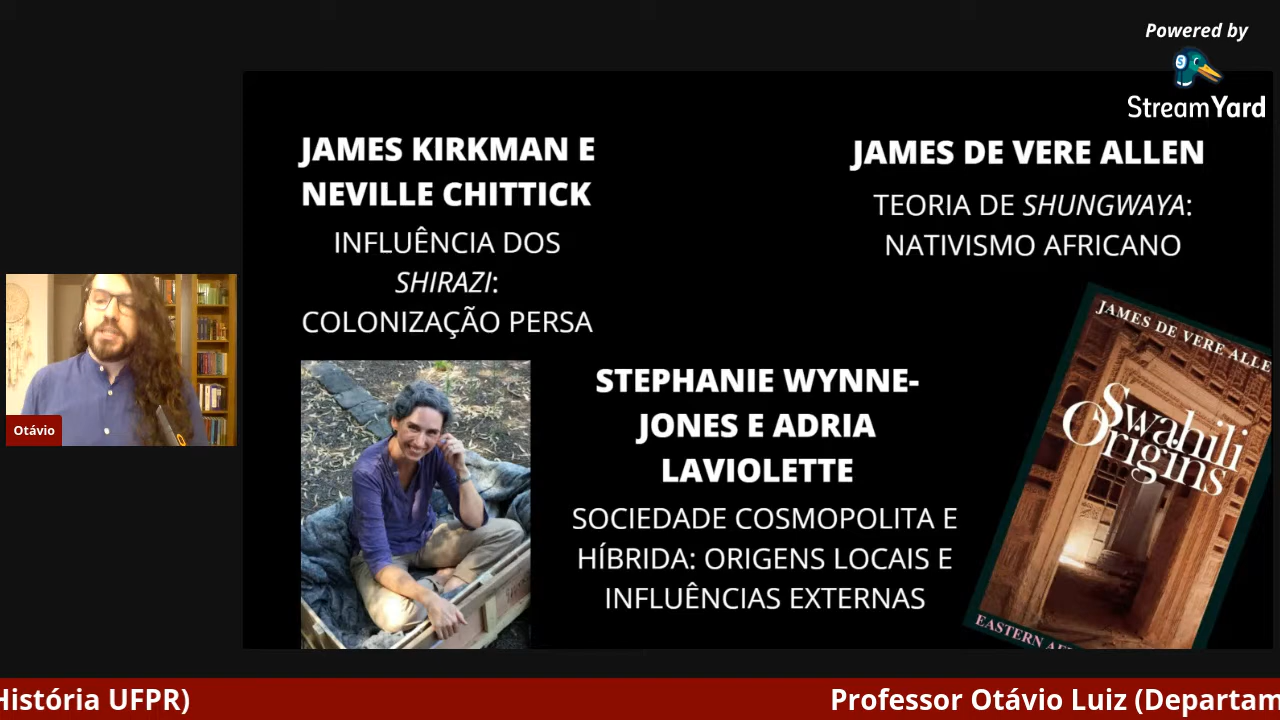 Powered by
StreamYard
JAMES KIRKMAN E
NEVILLE CHITTICK
INFLUÊNCIA DOS
SHIRAZI:
COLONIZAÇÃO PERSA
JAMES DE VERE ALLEN
TEORIA DE SHUNGWAYA:
NATIVISMO AFRICANO
STEPHANIE WYNNE-
JONES E ADRIA
LAVIOLETTE
SOCIEDADE COSMOPOLITA E
HÍBRIDA: ORIGENS LOCAIS E
INFLUÊNCIAS EXTERNAS
JAMES DE VERE ALLE
Swahili
Origins
EASTERN AF
Otávio
História UFPR)
Professor Otávio Luiz (Departam